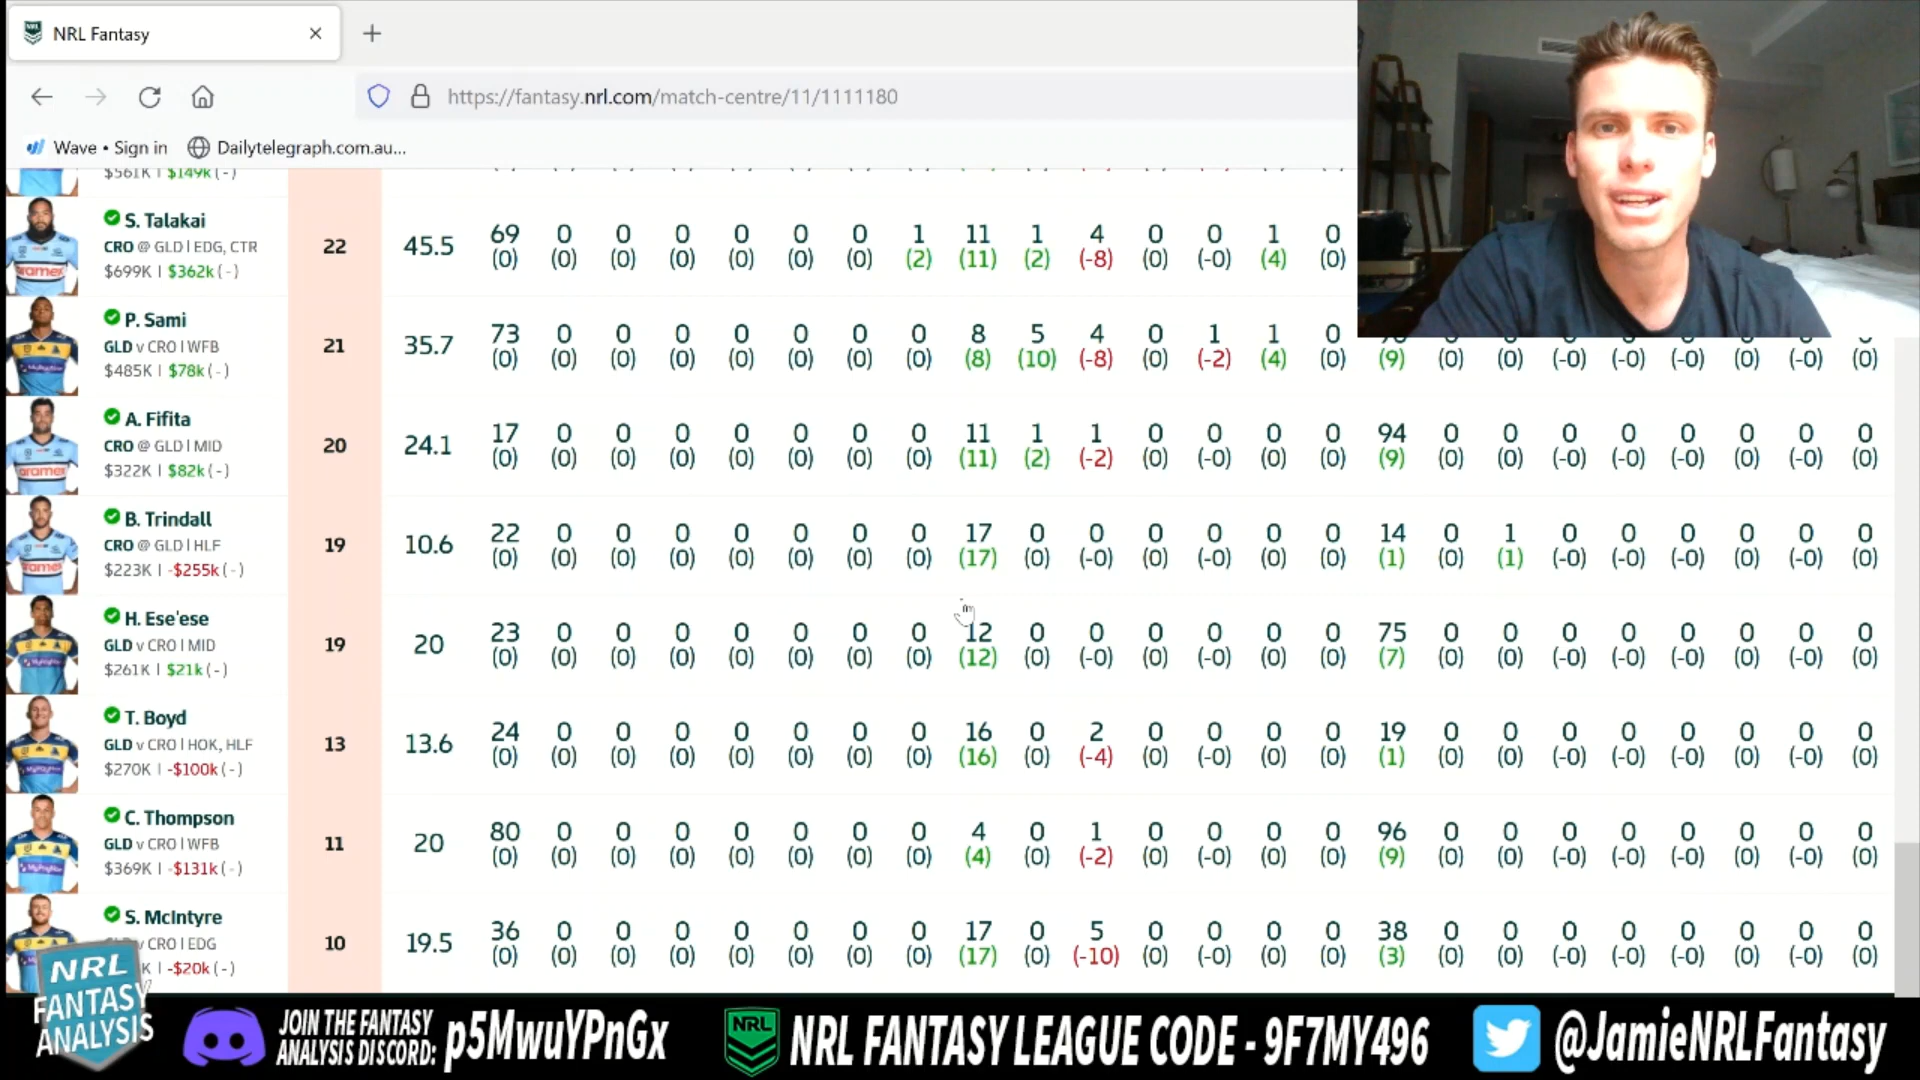 NRL Fantasy
https://fantasy.nrl.com/match-centre/11/1111180
Wave • Sign in Dailytelegraph.com.au...
$561K | $149k (-)
S. Talakai
CRO @ GLD | EDG, CTR
$699K | $362k (-)
22 45.5 69 0 0 0 0 0 0 1 11 1 4 0 0 1 0
(0) (0) (0) (0) (0) (0) (0) (2) (11) (2) (-8) (0) (-0) (4) (0)
P. Sami
GLD v CRO | WFB
$485K | $78k (-)
21 35.7 73 0 0 0 0 0 0 0 8 5 4 0 1 1 0
(0) (0) (0) (0) (0) (0) (0) (0) (8) (10) (-8) (0) (-2) (4) (0) (9) (0) (0) (-0) (-0) (-0) (0) (-0) (0)
A. Fifita
CRO @ GLD | MID
$322K | $82k (-)
20 24.1 17 0 0 0 0 0 0 0 11 1 1 0 0 0 0 94 0 0 0 0 0 0 0 0
(0) (0) (0) (0) (0) (0) (0) (0) (11) (2) (-2) (0) (-0) (0) (0) (9) (0) (0) (-0) (-0) (-0) (0) (-0) (0)
B. Trindall
CRO @ GLD | HLF
$223K | -$255k (-)
19 10.6 22 0 0 0 0 0 0 0 17 0 0 0 0 0 0 14 0 1 0 0 0 0 0 0
(0) (0) (0) (0) (0) (0) (0) (0) (17) (0) (-0) (0) (-0) (0) (0) (1) (0) (1) (-0) (-0) (-0) (0) (-0) (0)
H. Ese'ese
GLD v CRO | MID
$261K | $21k (-)
19 20 23 0 0 0 0 0 0 0 12 0 0 0 0 0 0 75 0 0 0 0 0 0 0 0
(0) (0) (0) (0) (0) (0) (0) (0) (12) (0) (-0) (0) (-0) (0) (0) (7) (0) (0) (-0) (-0) (-0) (0) (-0) (0)
T. Boyd
GLD v CRO | HOK, HLF
$270K | -$100k (-)
13 13.6 24 0 0 0 0 0 0 0 16 0 2 0 0 0 0 19 0 0 0 0 0 0 0 0
(0) (0) (0) (0) (0) (0) (0) (0) (16) (0) (-4) (0) (-0) (0) (0) (1) (0) (0) (-0) (-0) (-0) (0) (-0) (0)
C. Thompson
GLD v CRO | WFB
$369K | -$131k (-)
11 20 80 0 0 0 0 0 0 0 4 0 1 0 0 0 0 96 0 0 0 0 0 0 0 0
(0) (0) (0) (0) (0) (0) (0) (0) (4) (0) (-2) (0) (-0) (0) (0) (9) (0) (0) (-0) (-0) (-0) (0) (-0) (0)
S. McIntyre
v CRO | EDG
K | -$20k (-)
10 19.5 36 0 0 0 0 0 0 0 17 0 5 0 0 0 0 38 0 0 0 0 0 0 0 0
(0) (0) (0) (0) (0) (0) (0) (0) (17) (0) (-10) (0) (-0) (0) (0) (3) (0) (0) (-0) (-0) (-0) (0) (-0) (0)
NRL
FANTASY
ANALYSIS
JOIN THE FANTASY
ANALYSIS DISCORD: p5MwuYPnGx
NRL
NRL FANTASY LEAGUE CODE - 9F7MY496
@JamieNRLFantasy